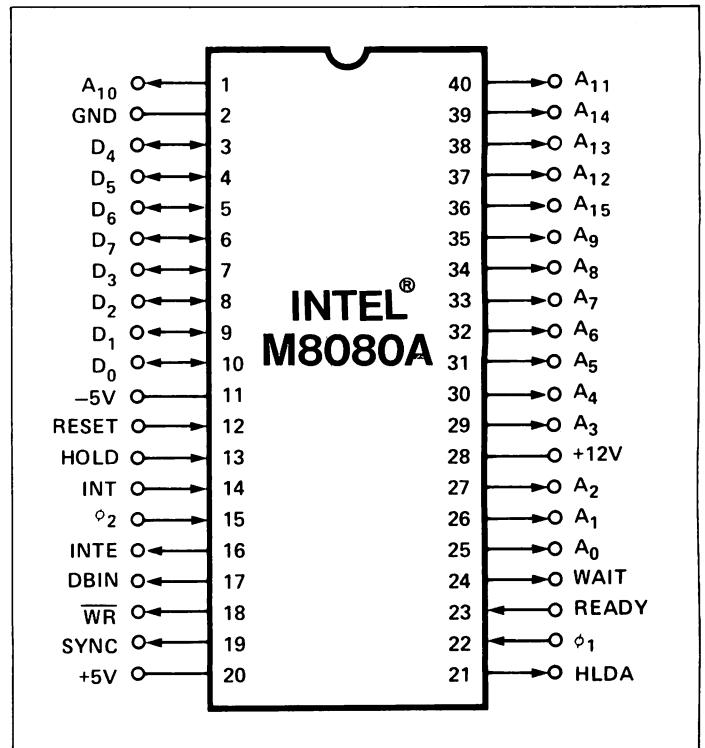 A10 1 40 A11
GND 2 39 A14
D4 3 38 A13
D5 4 37 A12
D6 5 36 A15
D7 6 35 A9
D3 7 34 A8
D2 8 33 A7
D1 9 32 A6
D0 10 31 A5
−5V 11 30 A4
RESET 12 29 A3
HOLD 13 28 +12V
INT 14 27 A2
φ2 15 26 A1
INTE 16 25 A0
DBIN 17 24 WAIT
W̅R̅ 18 23 READY
SYNC 19 22 φ1
+5V 20 21 HLDA
INTEL®
M8080A